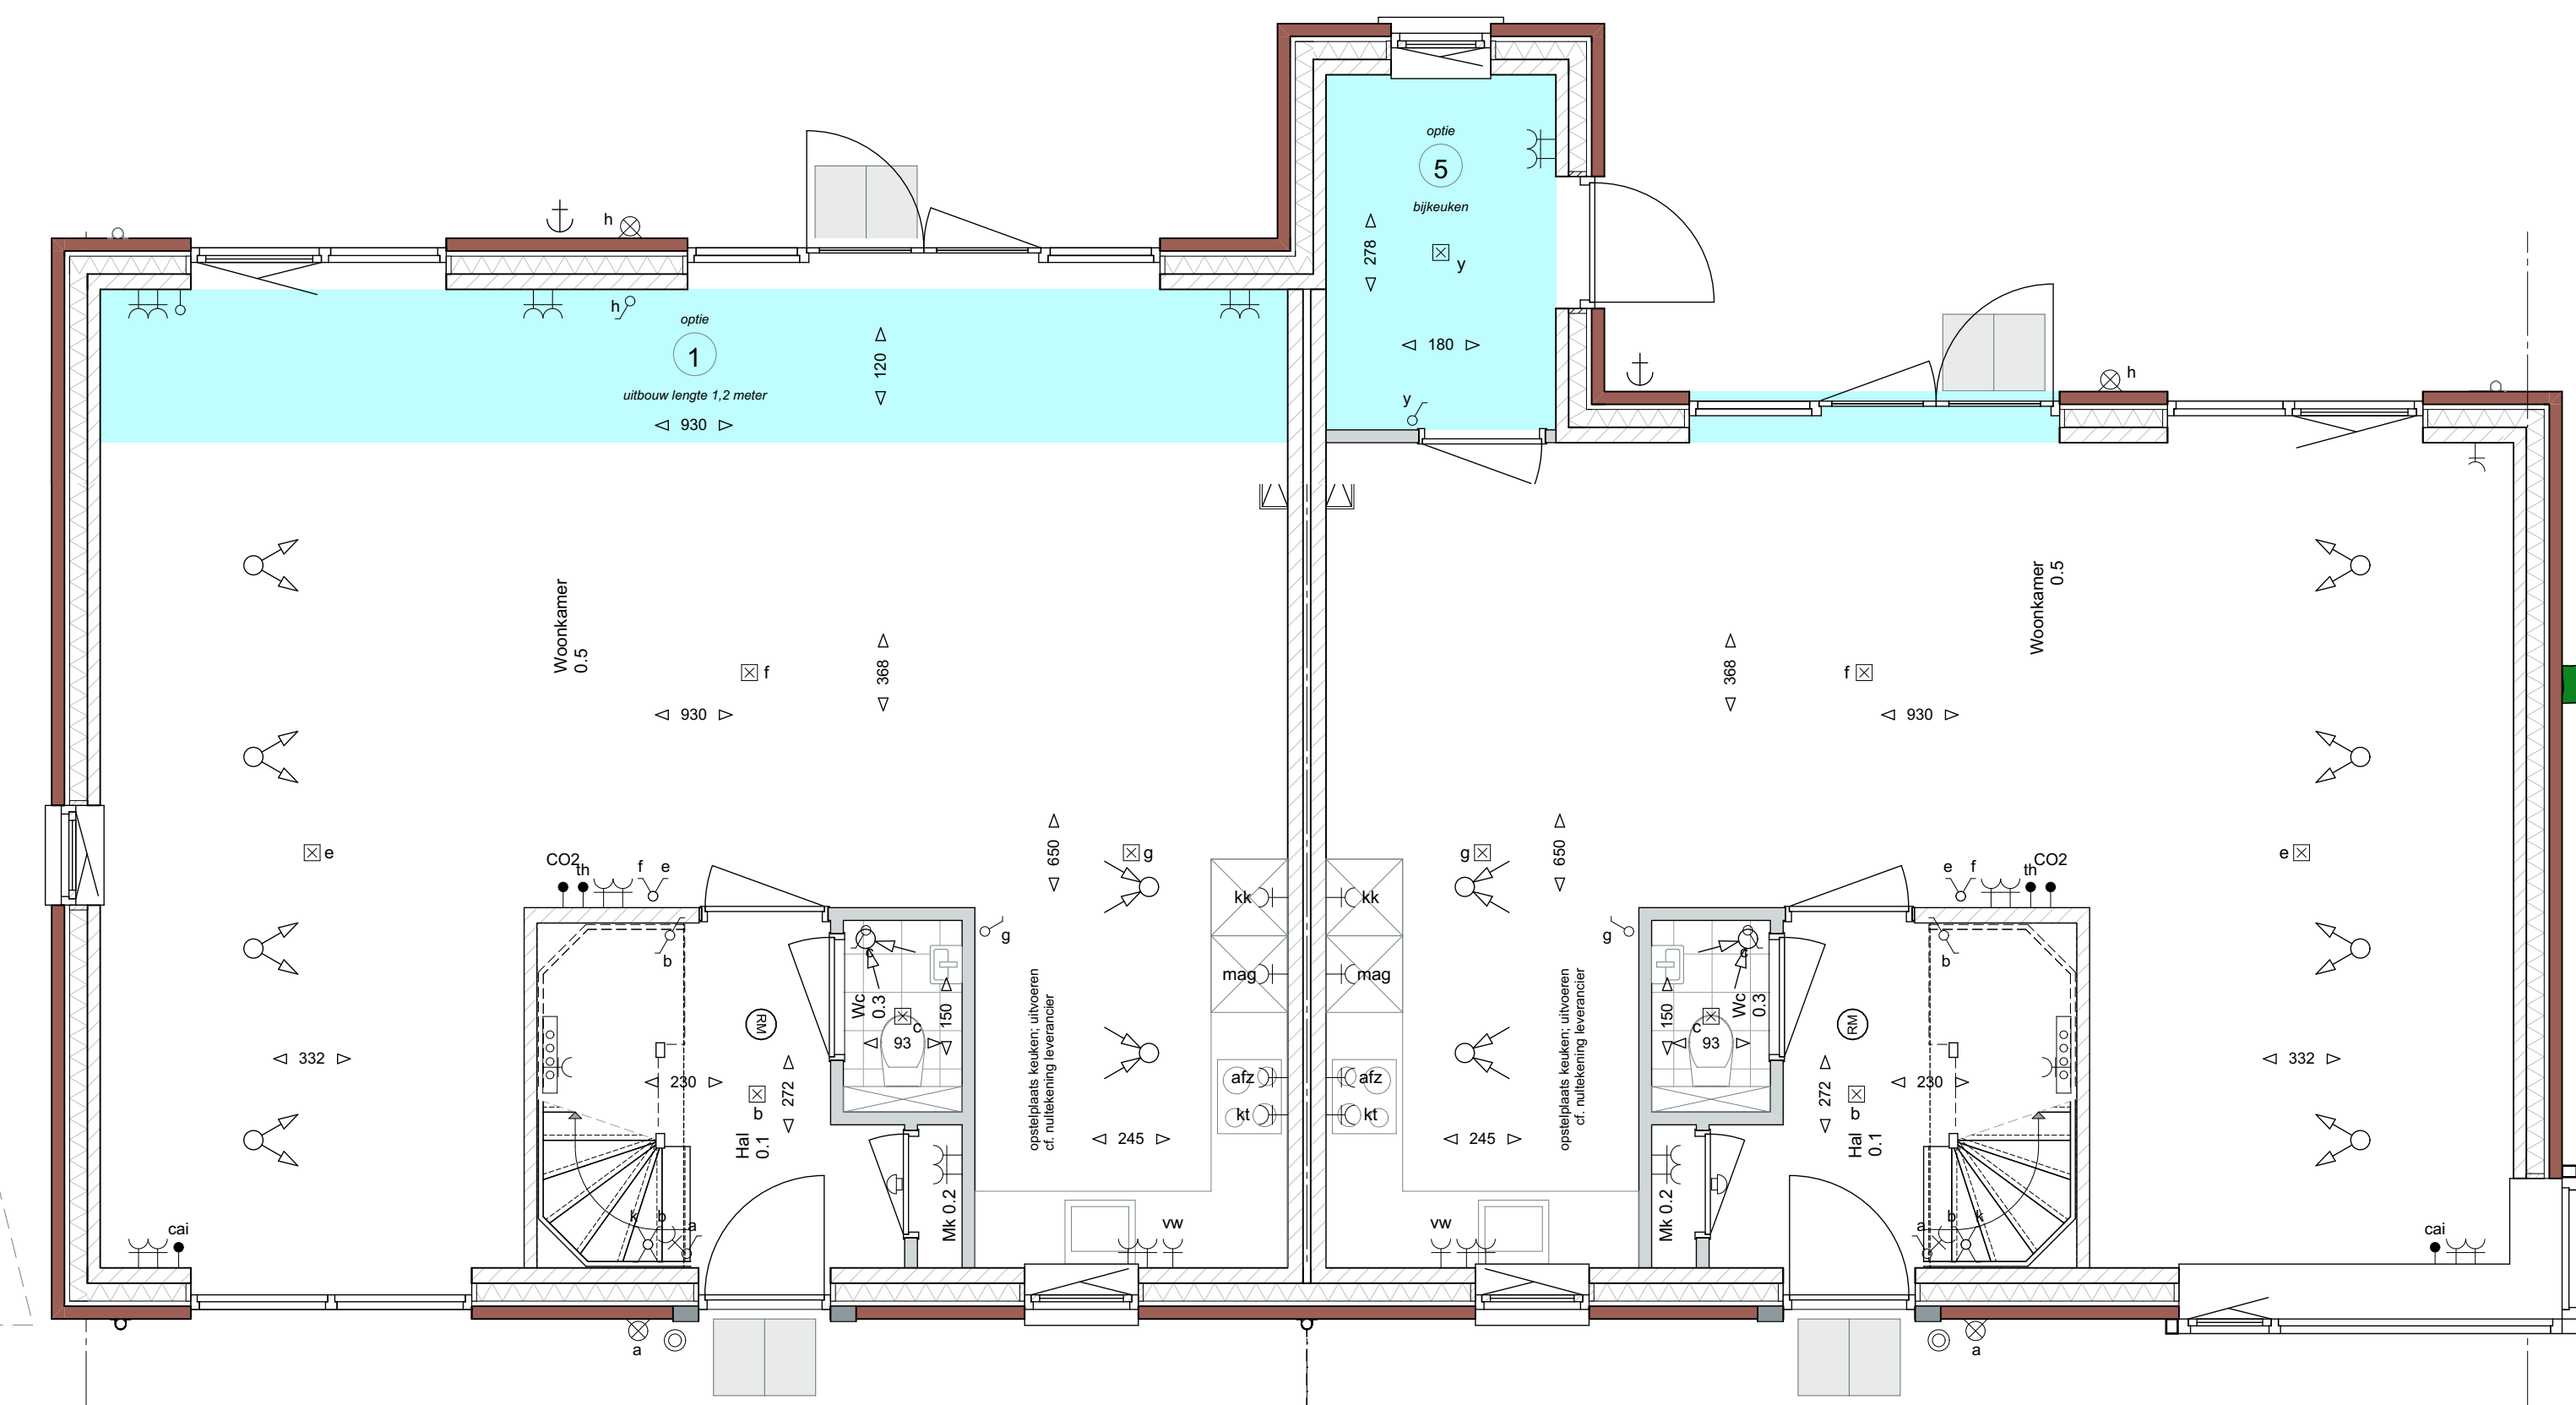 optie
5
bijkeuken
278
y
180
y
h
h
optie
1
uitbouw lengte 1,2 meter
120
930
h
Woonkamer
0.5
368
f
930
Woonkamer
0.5
368
f
930
e
650
g
g
650
e
CO2
th
f
e
e
f
th
CO2
kk
kk
b
c
g
g
c
b
mag
mag
Wc
0.3
150
c
93
150
Wc
0.3
c
93
RM
RM
opstelplaats keuken; uitvoeren
cf. nultekening leverancier
opstelplaats keuken; uitvoeren
cf. nultekening leverancier
332
230
272
b
Hal
0.1
afz
afz
kt
kt
245
245
272
b
Hal
0.1
230
332
Mk 0.2
Mk 0.2
cai
k
b
a
vw
vw
a
b
k
cai
a
a